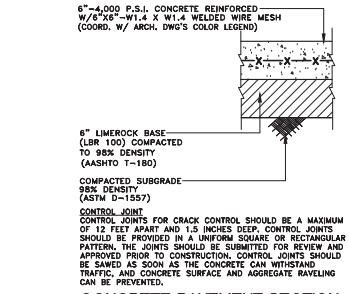 6"-4,000 P.S.I. CONCRETE REINFORCED
W/6"X6"-W1.4 X W1.4 WELDED WIRE MESH
(COORD. W/ ARCH. DWG'S COLOR LEGEND)
X X X
6" LIMEROCK BASE
(LBR 100) COMPACTED
TO 98% DENSITY
(AASHTO T-180)
COMPACTED SUBGRADE
98% DENSITY
(ASTM D-1557)
CONTROL JOINT
CONTROL JOINTS FOR CRACK CONTROL SHOULD BE A MAXIMUM
OF 12 FEET APART AND 1.5 INCHES DEEP. CONTROL JOINTS
SHOULD BE PROVIDED IN A UNIFORM SQUARE OR RECTANGULAR
PATTERN. THE JOINTS SHOULD BE SUBMITTED FOR REVIEW AND
APPROVED PRIOR TO CONSTRUCTION. CONTROL JOINTS SHOULD
BE SAWED AS SOON AS THE CONCRETE CAN WITHSTAND
TRAFFIC, AND CONCRETE SURFACE AND AGGREGATE RAVELING
CAN BE PREVENTED.